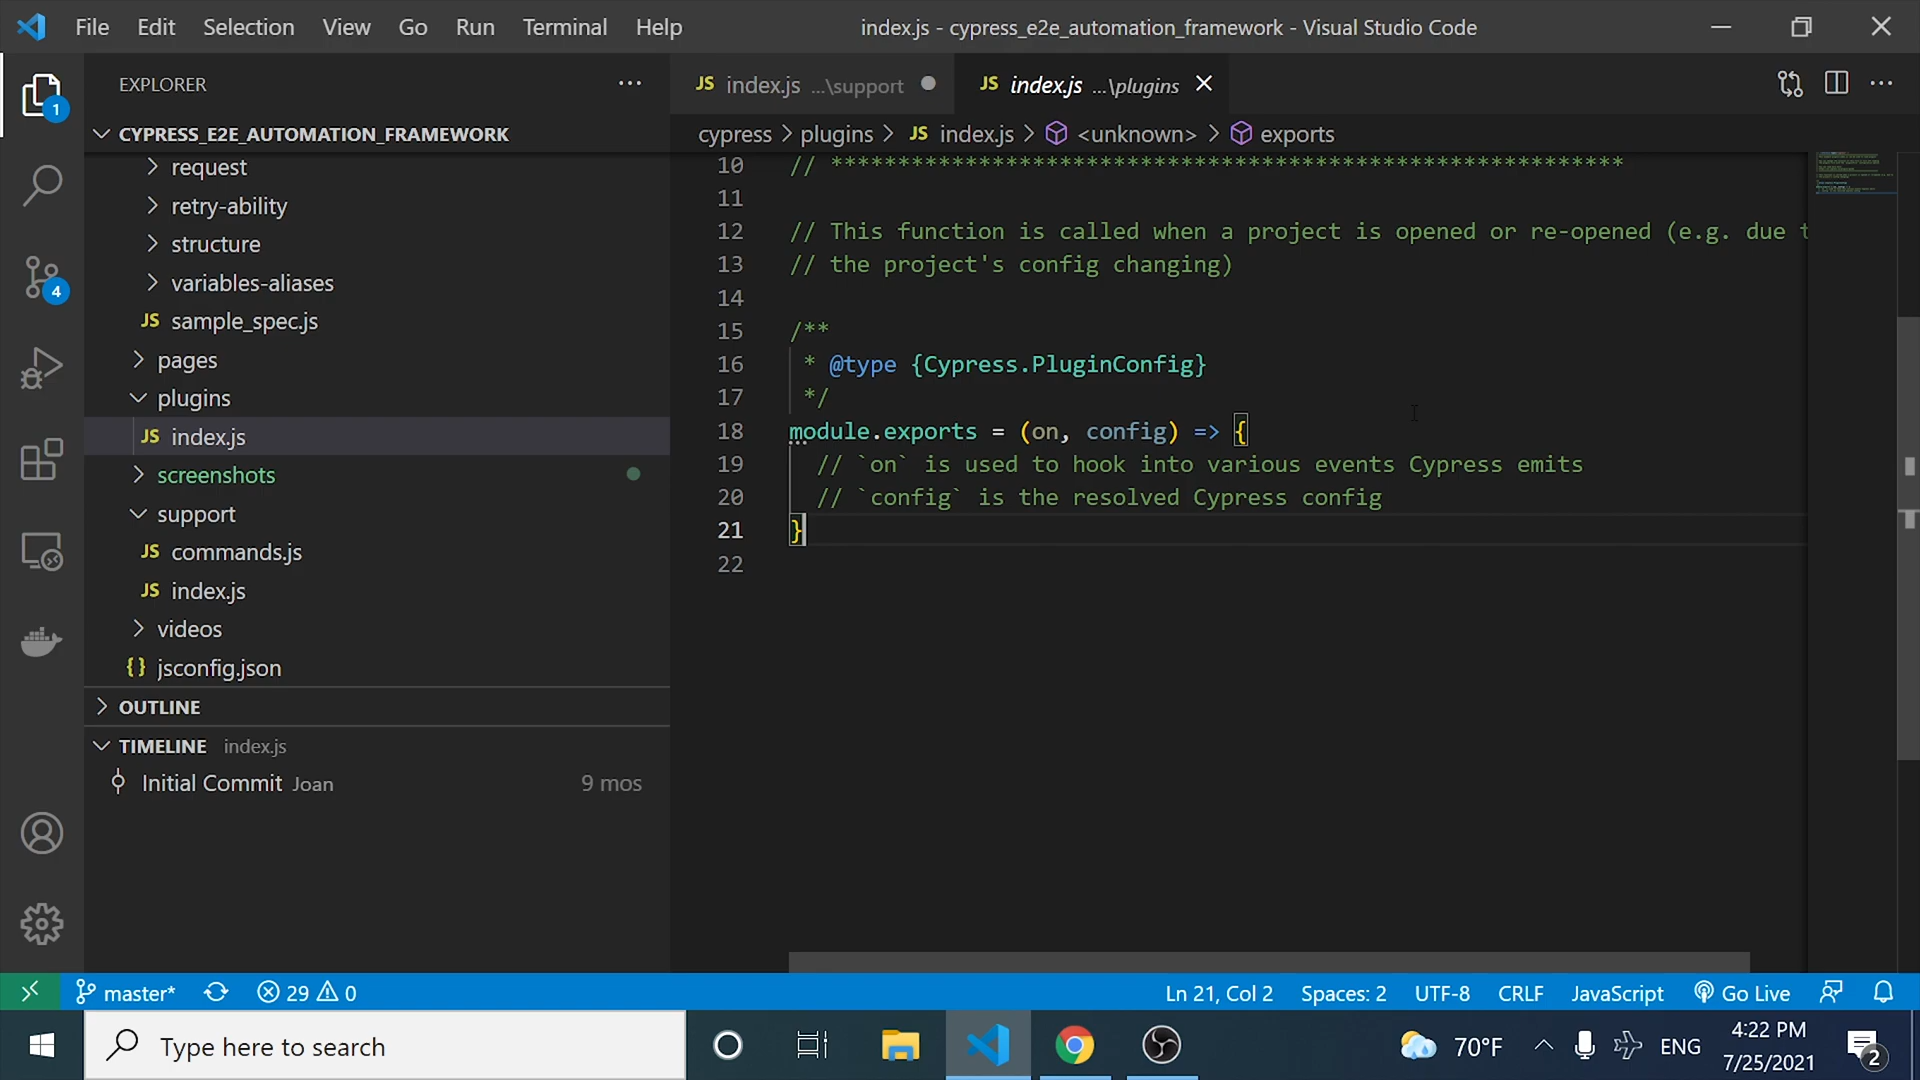 File Edit Selection View Go Run Terminal Help
index.js - cypress_e2e_automation_framework - Visual Studio Code
EXPLORER
JS index.js ...\support
JS index.js ...\plugins
CYPRESS_E2E_AUTOMATION_FRAMEWORK
cypress > plugins > JS index.js > <unknown> > exports
1
4
request
retry-ability
structure
variables-aliases
JS sample_spec.js
pages
plugins
JS index.js
screenshots
support
JS commands.js
JS index.js
videos
{} jsconfig.json
OUTLINE
TIMELINE index.js
Initial Commit Joan 9 mos
10 // ***********************************************************
11
12 // This function is called when a project is opened or re-opened (e.g. due t
13 // the project's config changing)
14
15 /**
16 * @type {Cypress.PluginConfig}
17 */
18 module.exports = (on, config) => {
19 // `on` is used to hook into various events Cypress emits
20 // `config` is the resolved Cypress config
21 }
22
master* 29 0 Ln 21, Col 2 Spaces: 2 UTF-8 CRLF JavaScript Go Live
Type here to search
70°F
ENG
4:22 PM
7/25/2021
2